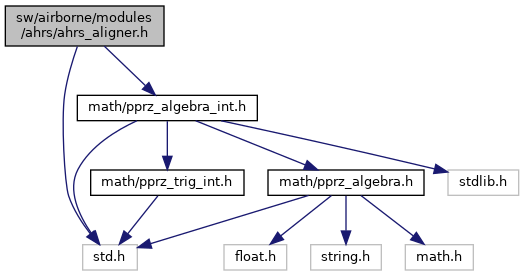 sw/airborne/modules
/ahrs/ahrs_aligner.h
math/pprz_algebra_int.h
math/pprz_trig_int.h
math/pprz_algebra.h
stdlib.h
std.h
float.h
string.h
math.h